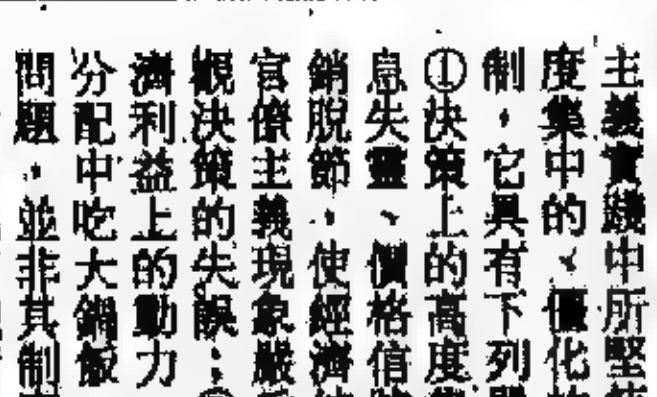 主義實踐中所堅
度集中的、僵化
制，它具有下列
①決策上的高度
息失靈、價格信
銷脫節，使經濟
官僚主義現象嚴
觀決策的失誤；
濟利益上的動力
分配中吃大鍋飯
問題，並非其制